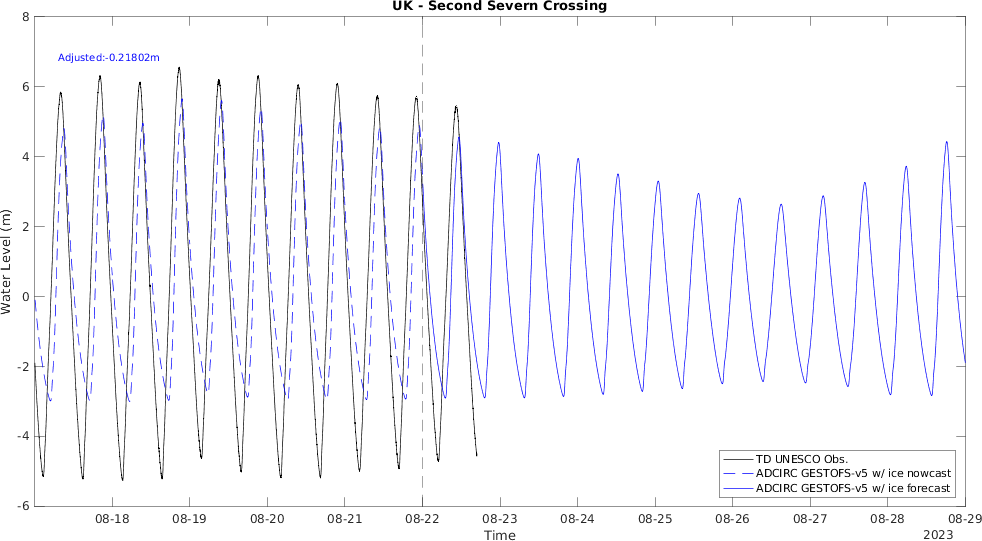 UK - Second Severn Crossing
8
6
4
2
0
-2
-4
-6
Water Level (m)
Adjusted:-0.21802m
TD UNESCO Obs.
ADCIRC GESTOFS-v5 w/ ice nowcast
ADCIRC GESTOFS-v5 w/ ice forecast
08-18 08-19 08-20 08-21 08-22 08-23 08-24 08-25 08-26 08-27 08-28 08-29
Time
2023